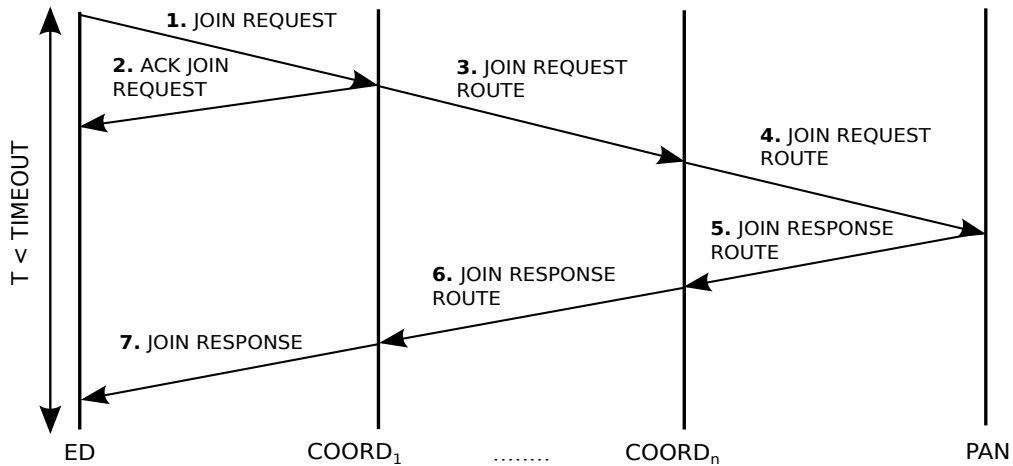 1. JOIN REQUEST
2. ACK JOIN
REQUEST
3. JOIN REQUEST
ROUTE
4. JOIN REQUEST
ROUTE
5. JOIN RESPONSE
ROUTE
6. JOIN RESPONSE
ROUTE
7. JOIN RESPONSE
T < TIMEOUT
ED
COORD₁
........
COORDₙ
PAN